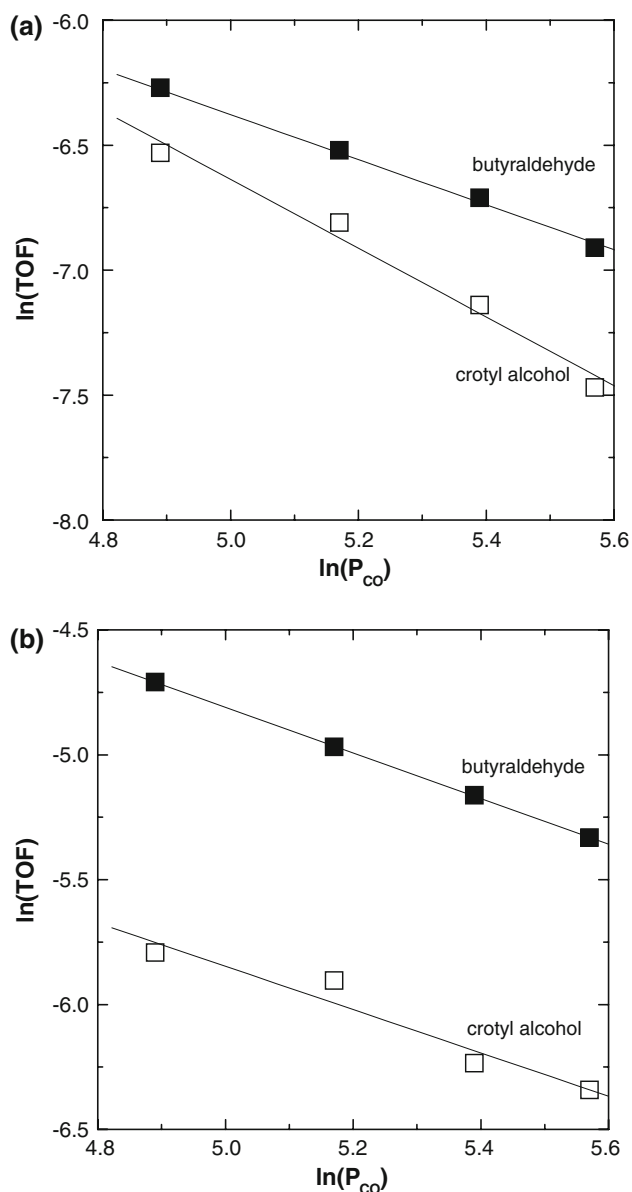 (a)
-6.0
-6.5
-7.0
-7.5
-8.0
ln(TOF)
butyraldehyde
crotyl alcohol
4.8 5.0 5.2 5.4 5.6
ln(P_CO)
(b)
-4.5
-5.0
-5.5
-6.0
-6.5
ln(TOF)
butyraldehyde
crotyl alcohol
4.8 5.0 5.2 5.4 5.6
ln(P_CO)